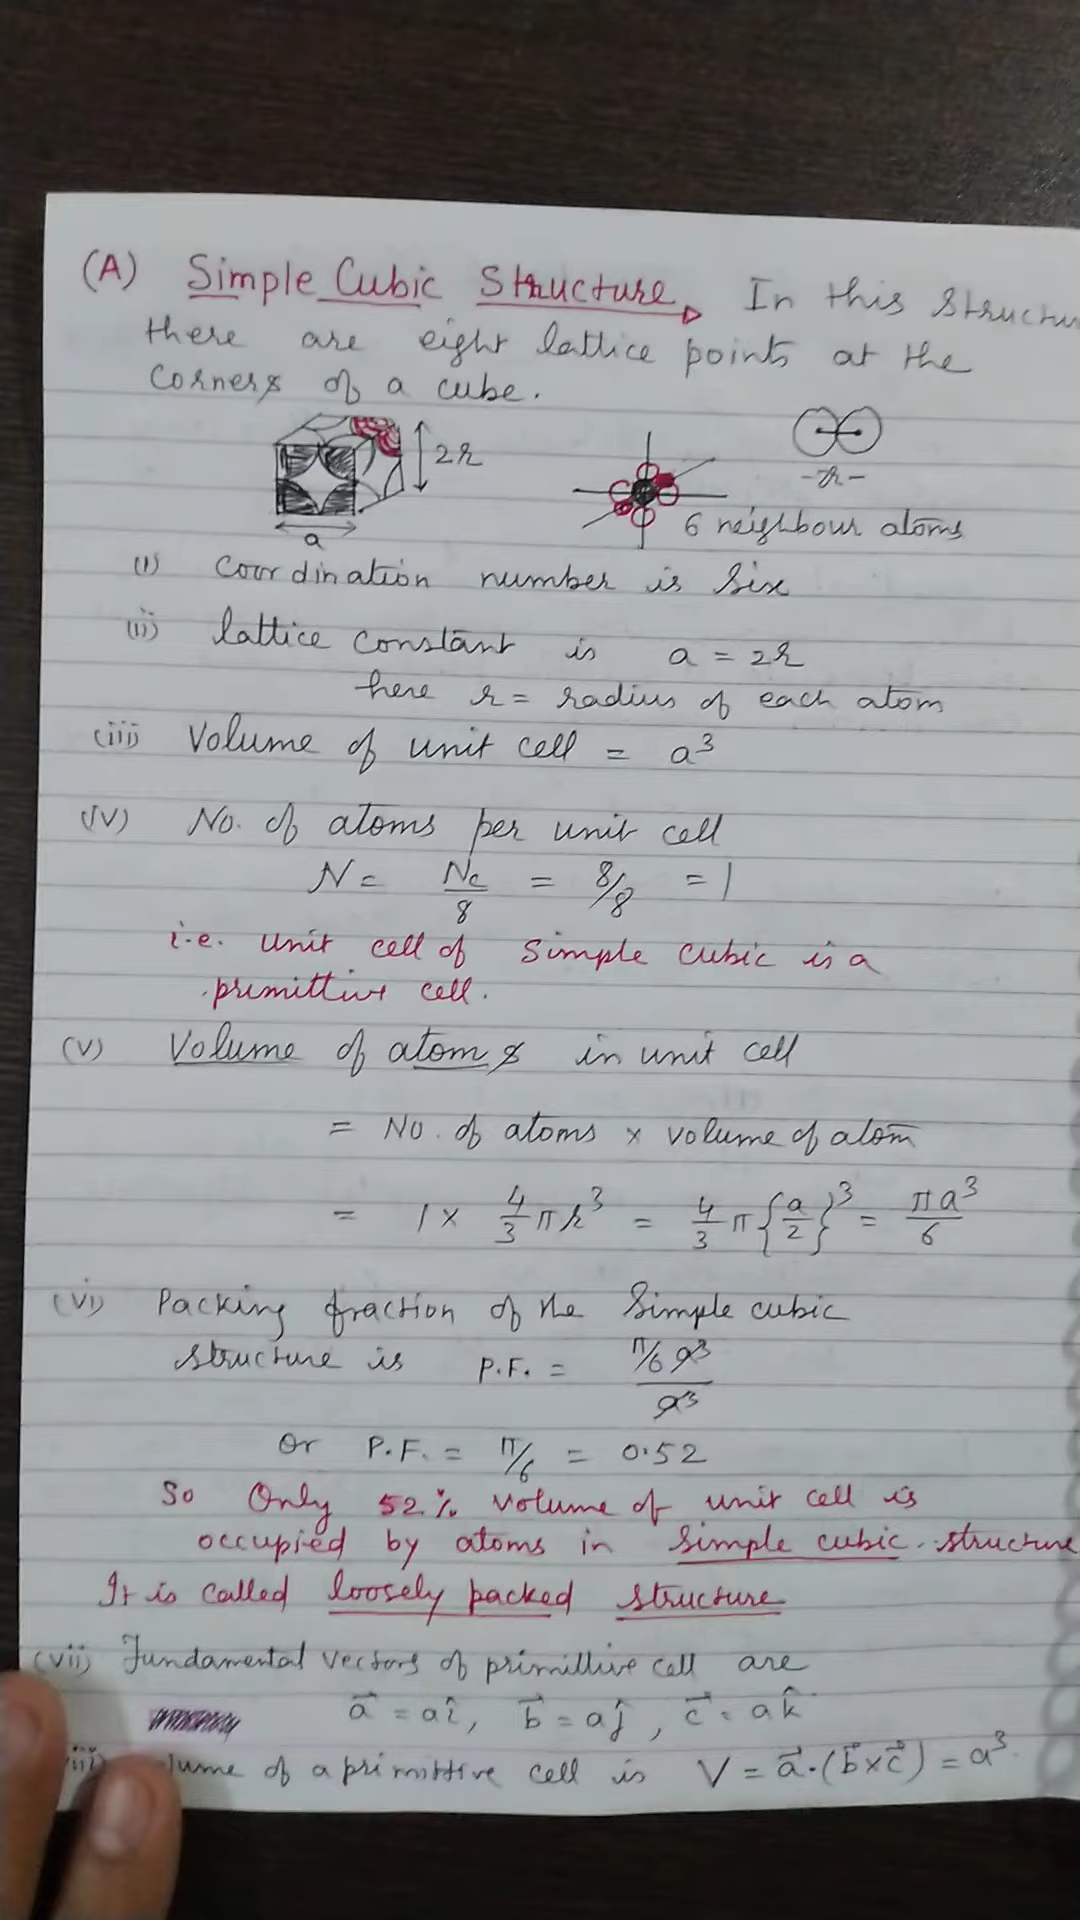 (A) Simple Cubic Structure In this Structu
there are eight lattice points at the
Corners of a cube.
2r
a
-2r-
6 neighbour atoms
(i) Coordination number is Six
(ii) lattice constant is a = 2r
here r = radius of each atom
(iii) Volume of unit cell = a³
(iv) No. of atoms per unit cell
N = Nc/8 = 8/8 = 1
i.e. unit cell of Simple Cubic is a
primittive cell.
(v) Volume of atoms in unit cell
= No. of atoms × volume of atom
= 1 × 4/3 πr³ = 4/3 π{a/2}³ = πa³/6
(vi) Packing fraction of the Simple cubic
structure is P.F. = π/6 a³ / a³
Or P.F. = π/6 = 0.52
So Only 52% volume of unit cell is
occupied by atoms in Simple cubic structure
It is called loosely packed structure
(vii) Fundamental Vectors of primittive cell are
a⃗ = aî, b⃗ = aĵ, c⃗ = ak̂
lume of a primittive cell is V = a⃗·(b⃗×c⃗) = a³